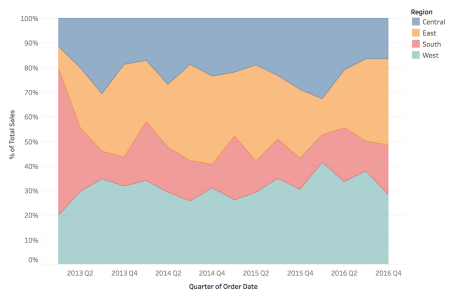 Region
Central
East
South
West
100%
90%
80%
70%
60%
50%
40%
30%
20%
10%
0%
% of Total Sales
2013 Q2 2013 Q4 2014 Q2 2014 Q4 2015 Q2 2015 Q4 2016 Q2 2016 Q4
Quarter of Order Date